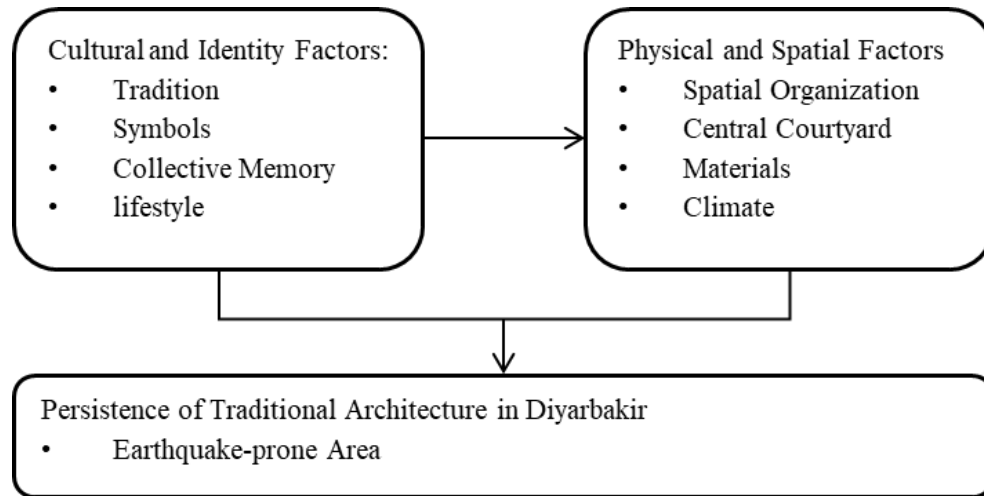 Cultural and Identity Factors:
• Tradition
• Symbols
• Collective Memory
• lifestyle
Physical and Spatial Factors
• Spatial Organization
• Central Courtyard
• Materials
• Climate
Persistence of Traditional Architecture in Diyarbakir
• Earthquake-prone Area